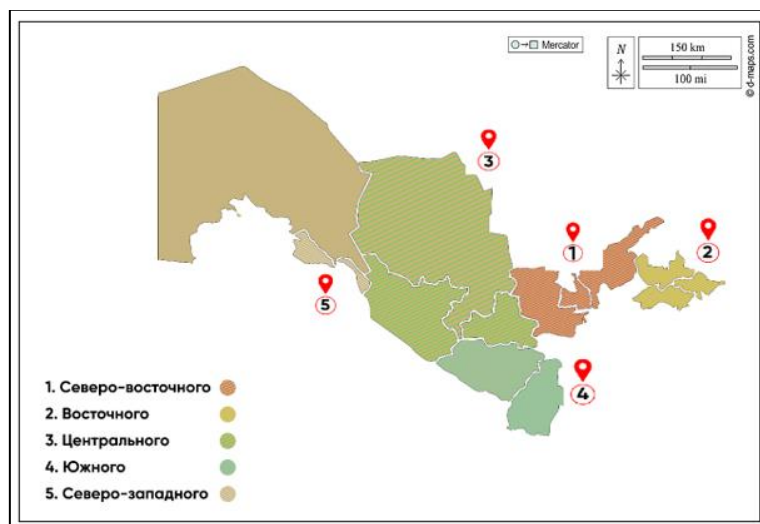 Mercator
N
150 km
100 mi
© d-maps.com
3
1
2
5
4
1. Северо-восточного
2. Восточного
3. Центрального
4. Южного
5. Северо-западного